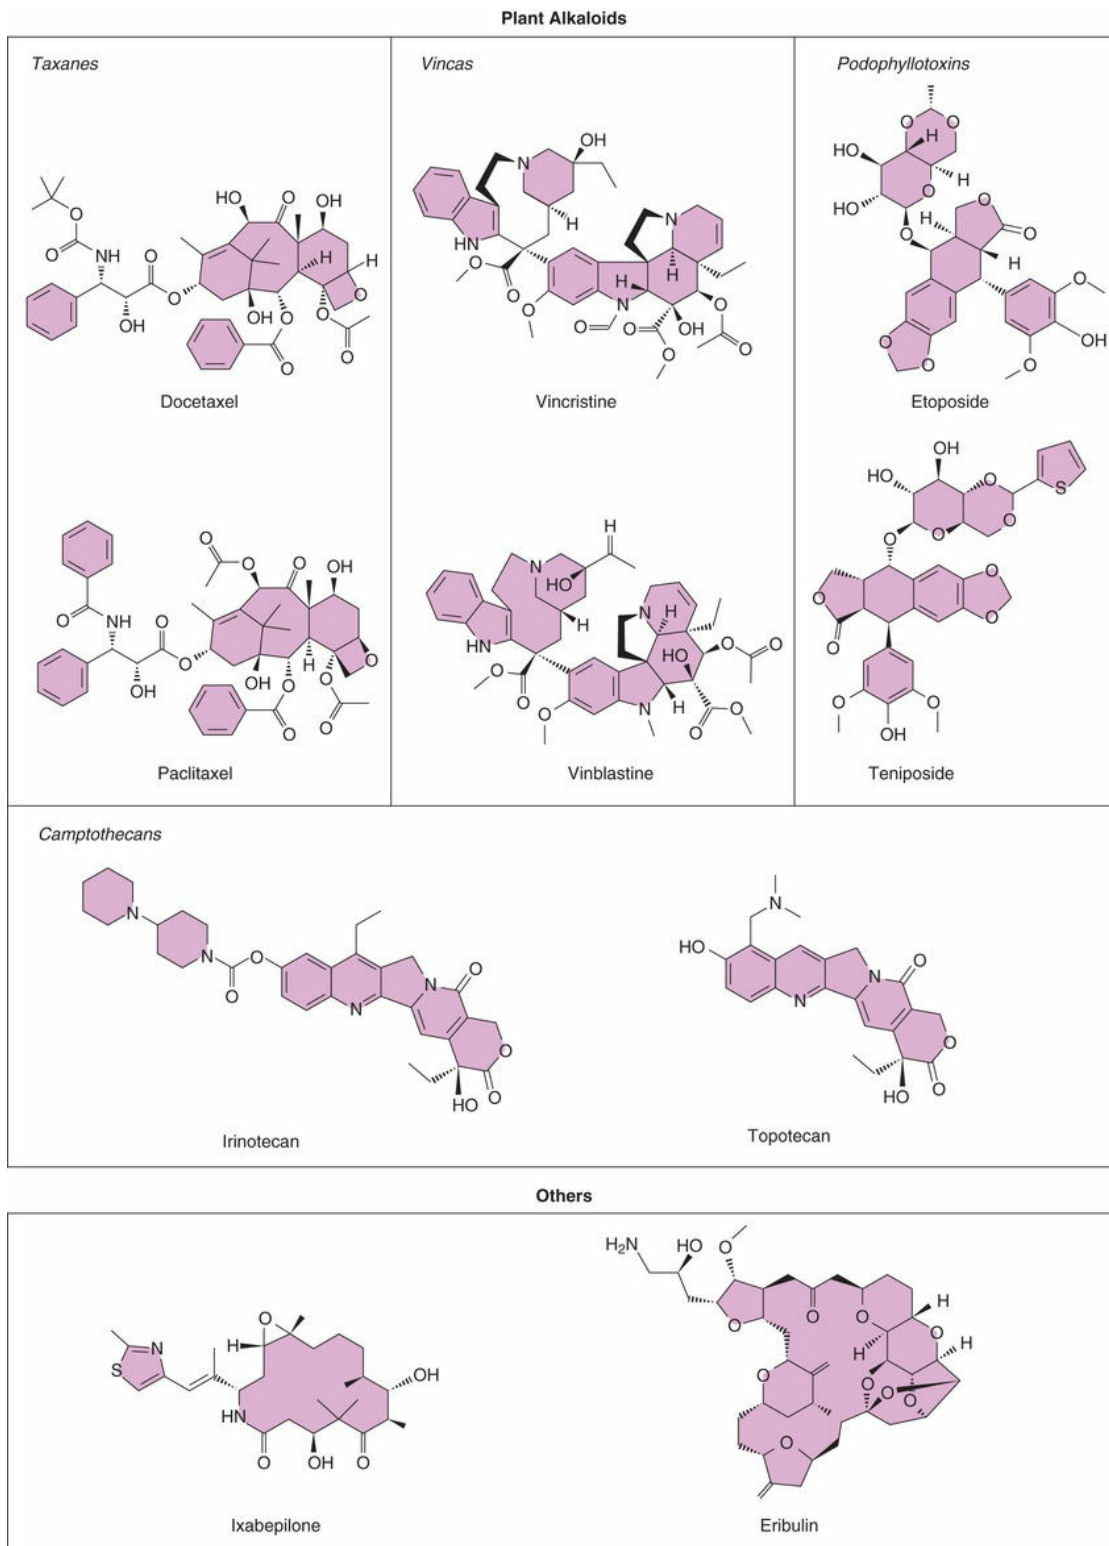 Plant Alkaloids
Taxanes
Vincas
Podophyllotoxins
Docetaxel
Vincristine
Etoposide
Paclitaxel
Vinblastine
Teniposide
Camptothecans
Irinotecan
Topotecan
Others
Ixabepilone
Eribulin